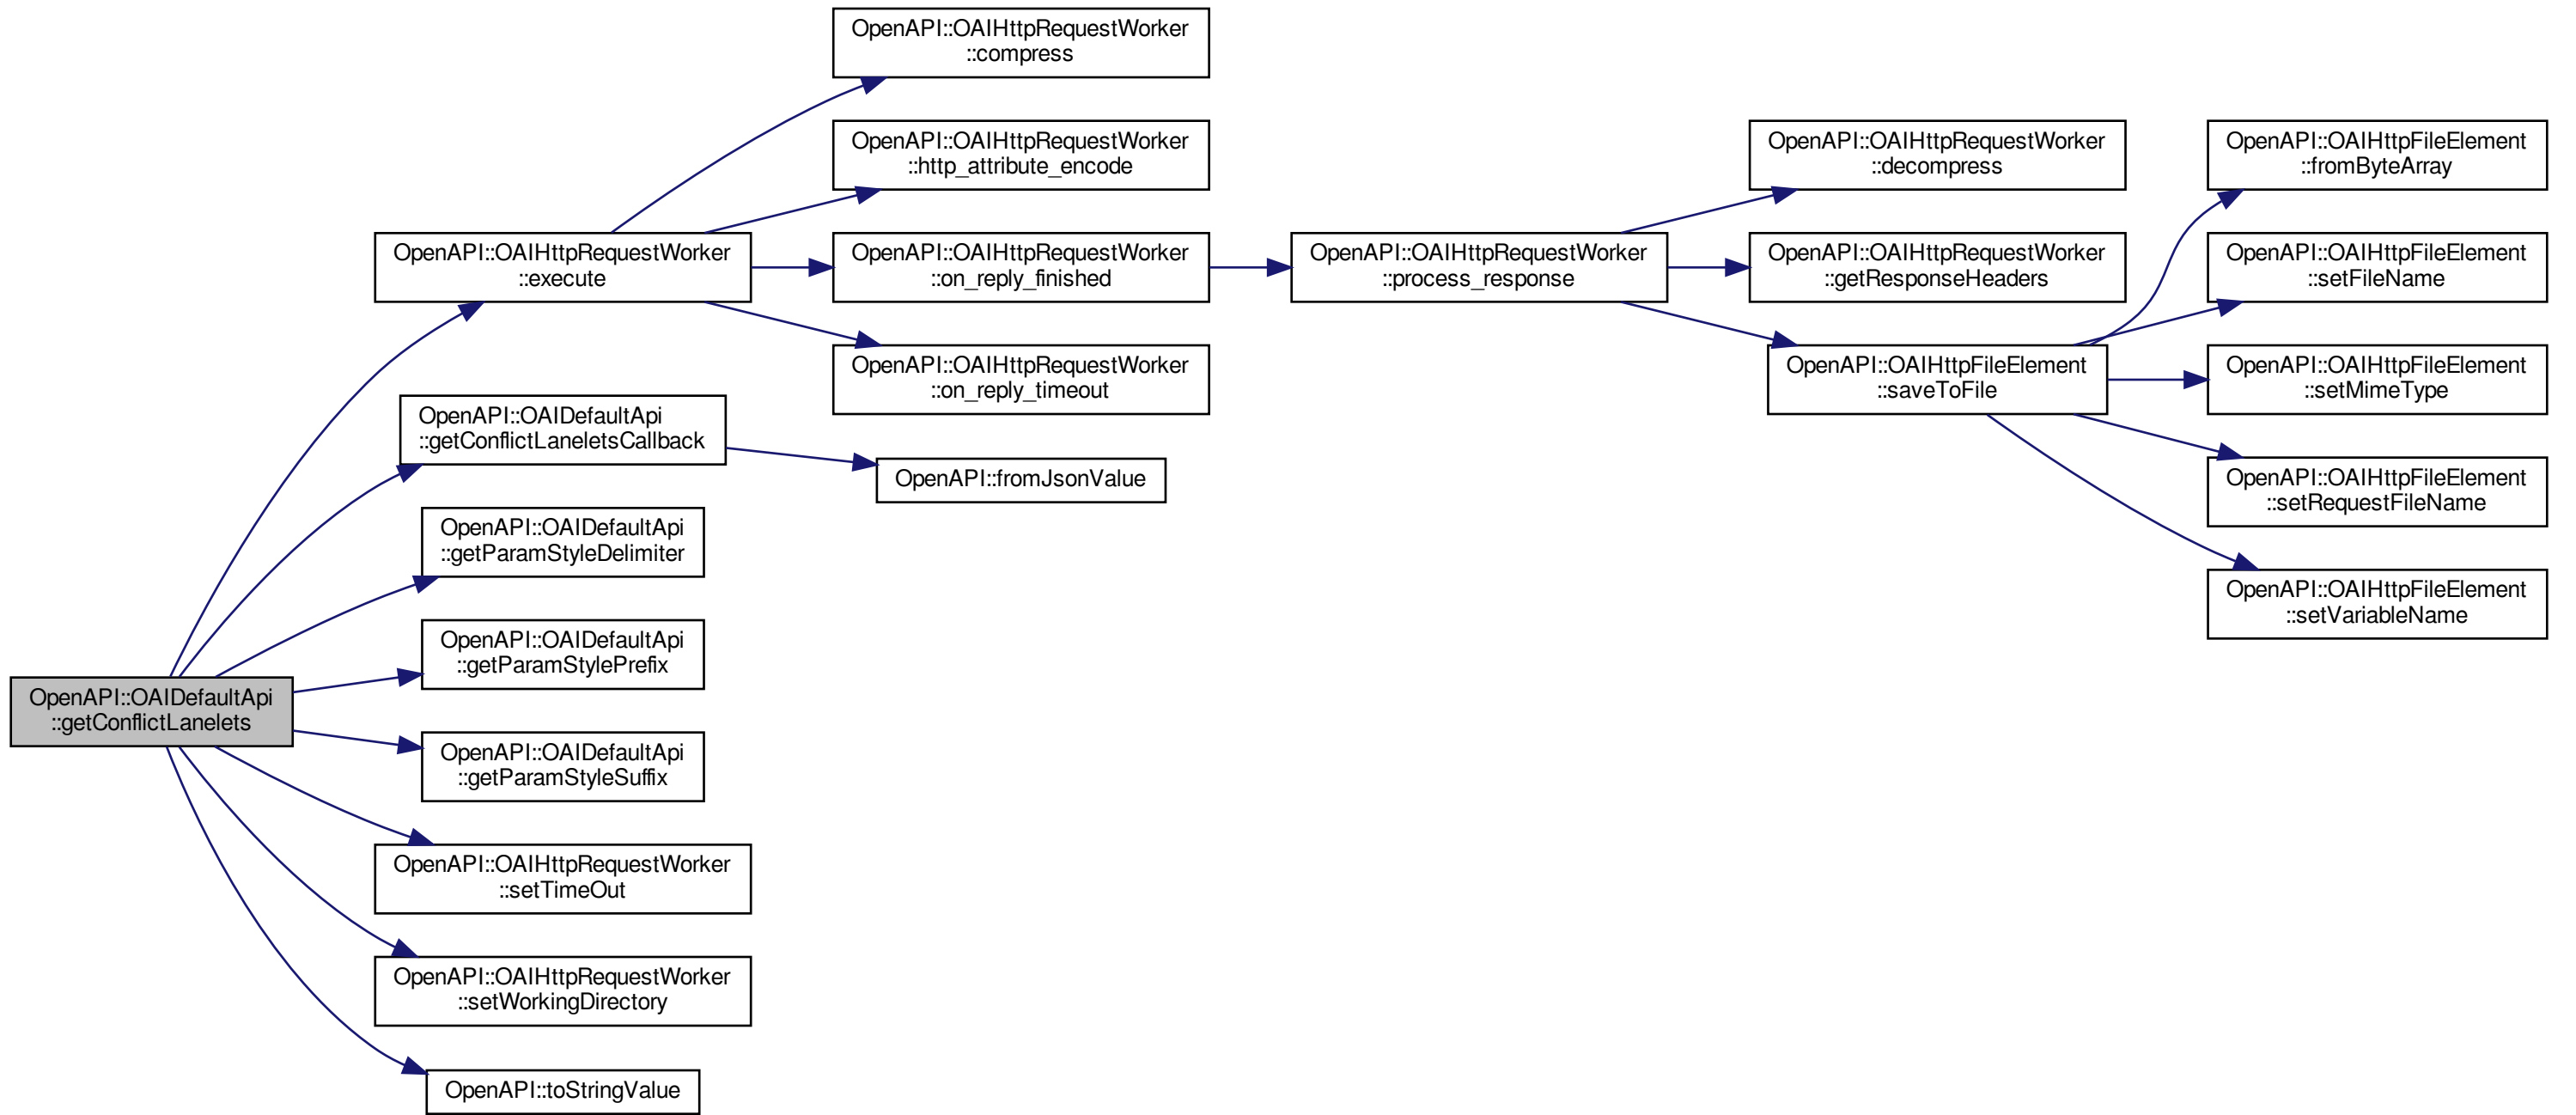 OpenAPI::OAIDefaultApi
::getConflictLanelets
OpenAPI::OAIHttpRequestWorker
::execute
OpenAPI::OAIHttpRequestWorker
::compress
OpenAPI::OAIHttpRequestWorker
::http_attribute_encode
OpenAPI::OAIHttpRequestWorker
::on_reply_finished
OpenAPI::OAIHttpRequestWorker
::on_reply_timeout
OpenAPI::OAIHttpRequestWorker
::process_response
OpenAPI::OAIHttpRequestWorker
::decompress
OpenAPI::OAIHttpRequestWorker
::getResponseHeaders
OpenAPI::OAIHttpFileElement
::saveToFile
OpenAPI::OAIHttpFileElement
::fromByteArray
OpenAPI::OAIHttpFileElement
::setFileName
OpenAPI::OAIHttpFileElement
::setMimeType
OpenAPI::OAIHttpFileElement
::setRequestFileName
OpenAPI::OAIHttpFileElement
::setVariableName
OpenAPI::OAIDefaultApi
::getConflictLaneletsCallback
OpenAPI::fromJsonValue
OpenAPI::OAIDefaultApi
::getParamStyleDelimiter
OpenAPI::OAIDefaultApi
::getParamStylePrefix
OpenAPI::OAIDefaultApi
::getParamStyleSuffix
OpenAPI::OAIHttpRequestWorker
::setTimeOut
OpenAPI::OAIHttpRequestWorker
::setWorkingDirectory
OpenAPI::toStringValue